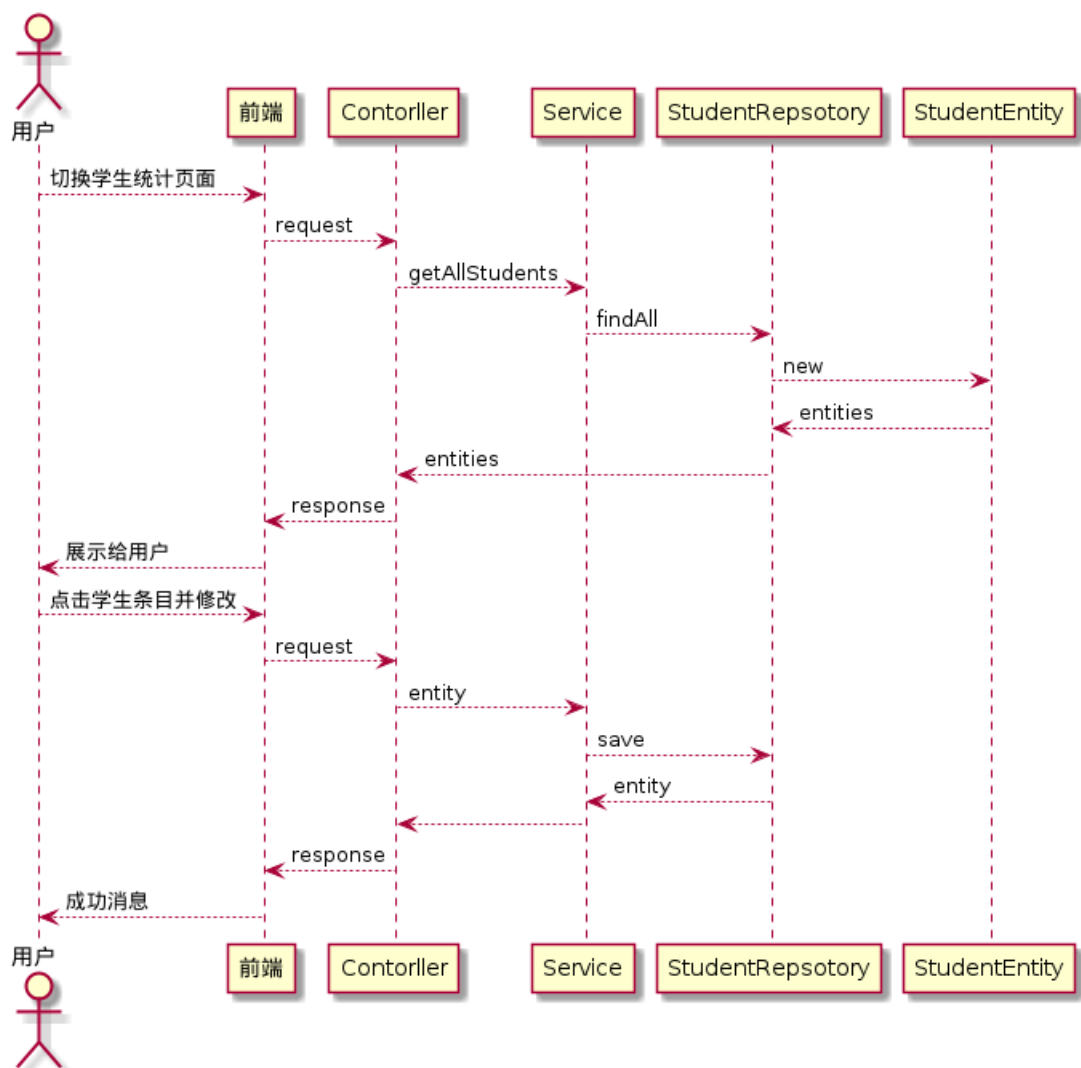 用户
前端
Contorller
Service
StudentRepsotory
StudentEntity
切换学生统计页面
request
getAllStudents
findAll
new
entities
entities
response
展示给用户
点击学生条目并修改
request
entity
save
entity
response
成功消息
用户
前端
Contorller
Service
StudentRepsotory
StudentEntity